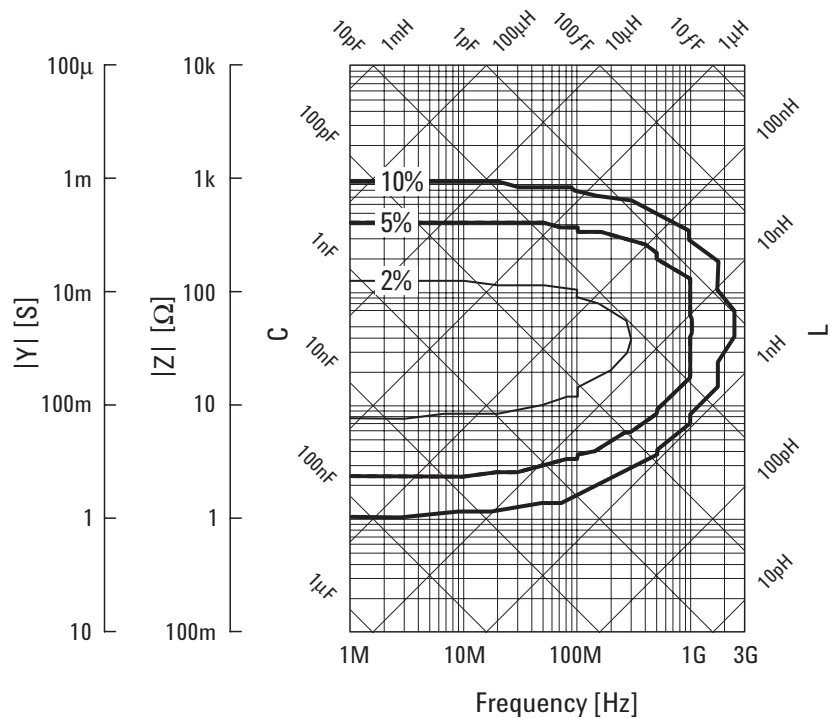 10pF 1mH 1pF 100µH 100fF 10µH 10fF 1µH
100µ 10k
100pF 100nH
1m 1k
10%
5%
1nF 10nH
10m 100
2%
|Y| [S] |Z| [Ω] C L
10nF 1nH
100m 10
100nF 100pH
1 1
1µF 10pH
10 100m
1M 10M 100M 1G 3G
Frequency [Hz]